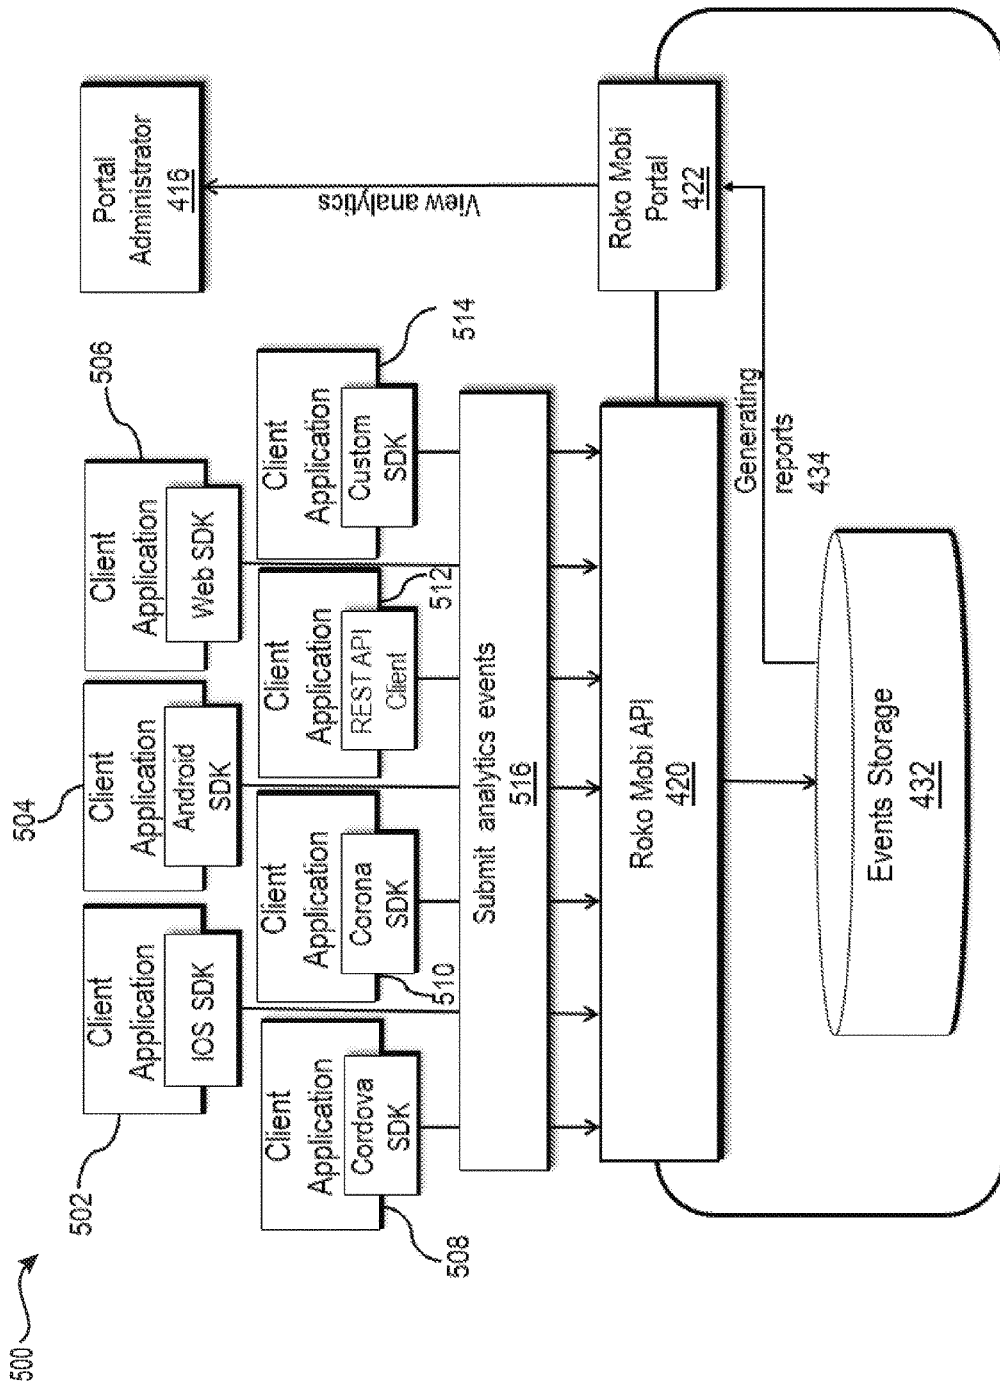 500
502
504
506
Client
Application
IOS SDK
Client
Application
Android
SDK
Client
Application
Web SDK
Portal
Administrator
416
Client
Application
Cordova
SDK
508
Client
Application
Corona
SDK
510
Client
Application
REST API
Client
512
Client
Application
Custom
SDK
514
View analytics
Submit analytics events
516
Roko Mobi API
420
Roko Mobi
Portal
422
Generating
reports
434
Events Storage
432